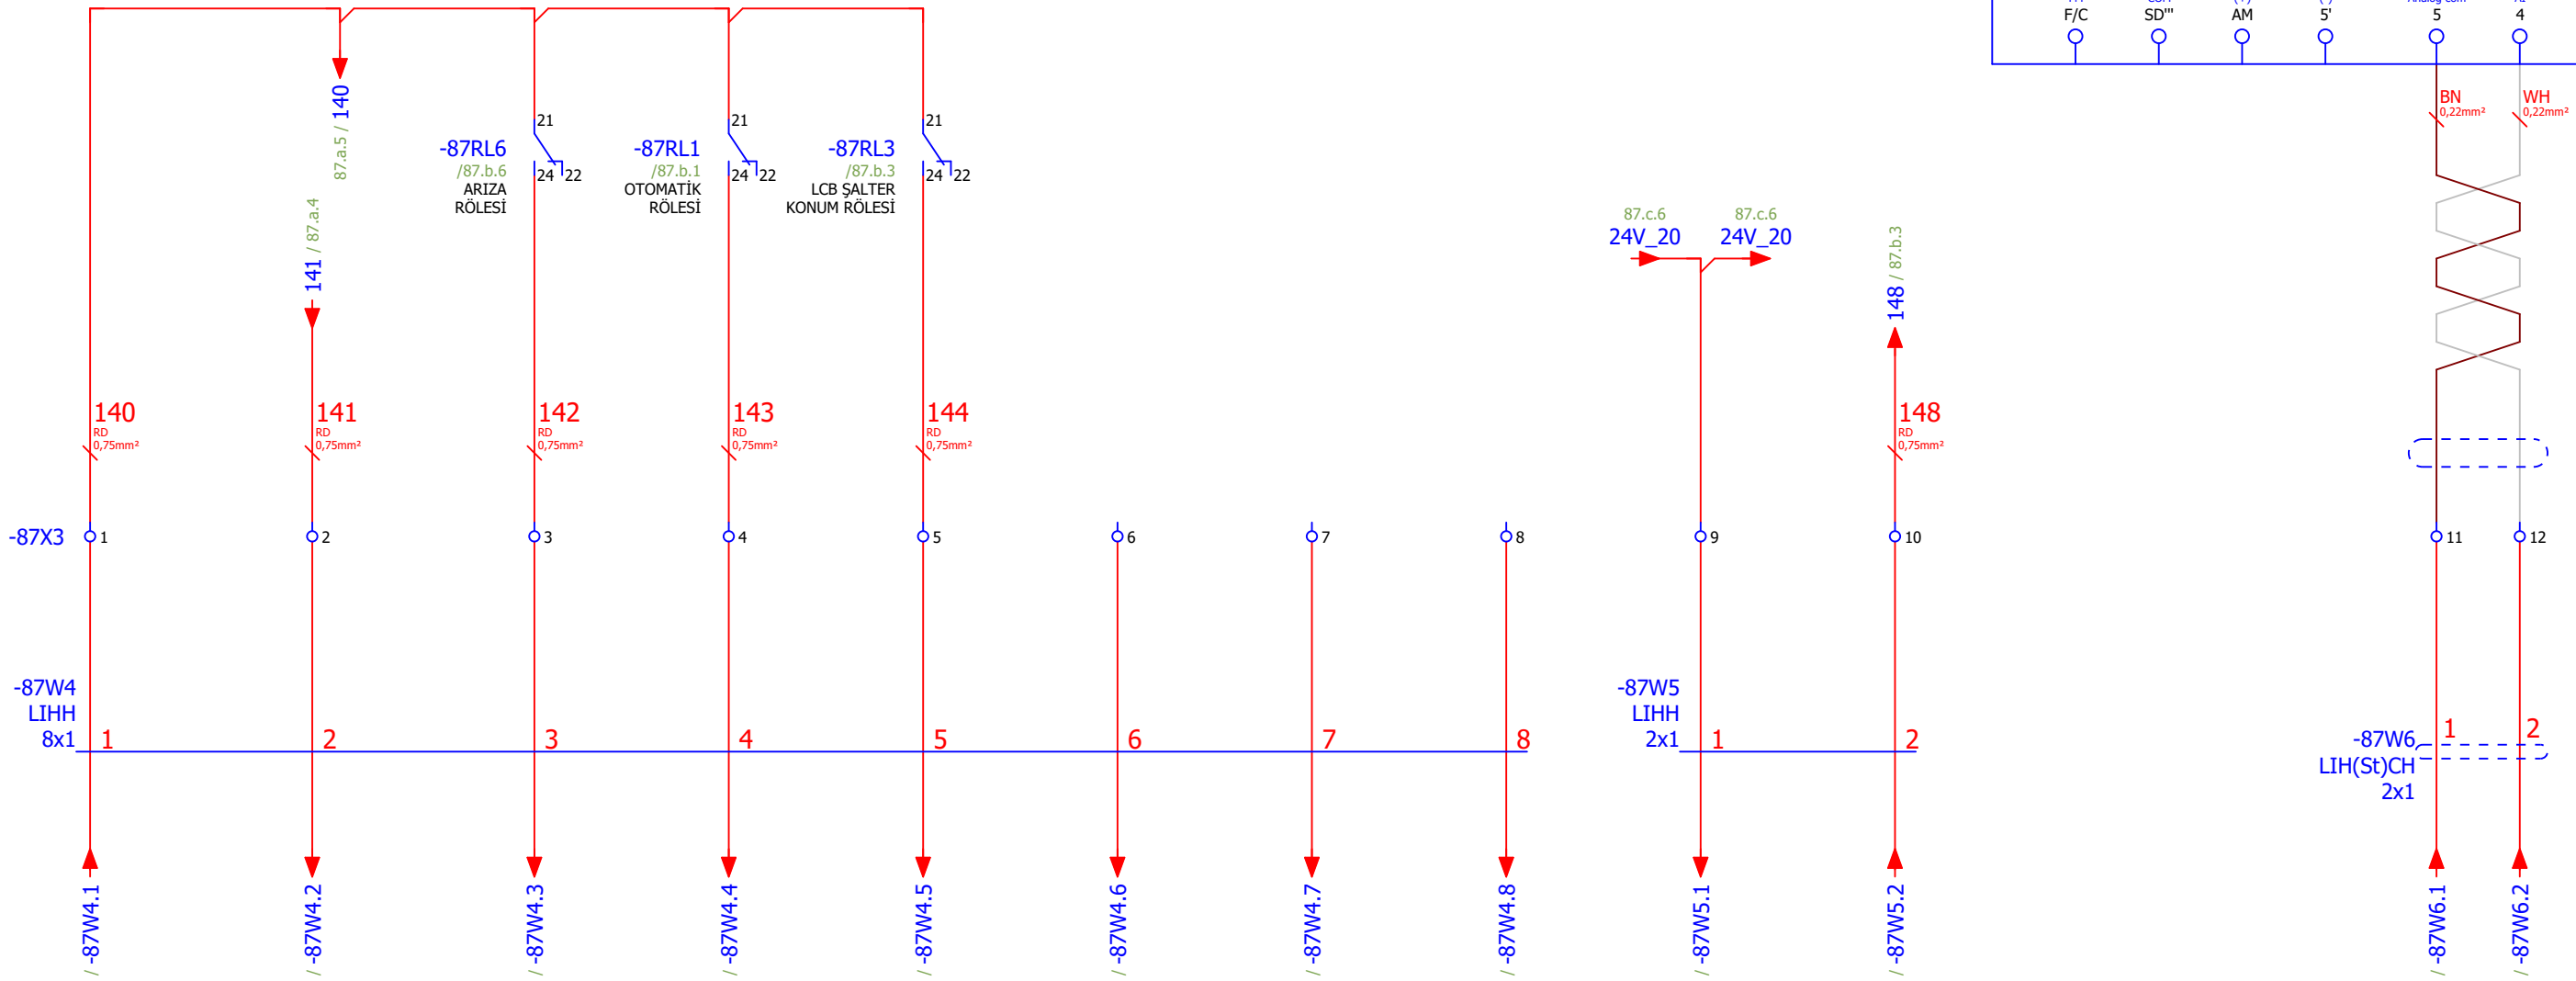 F/C SD''' AM 5' 5 4
BN
0,22mm²
WH
0,22mm²
87.a.5 / 140
141 / 87.a.4
-87RL6
/87.b.6
ARIZA
RÖLESİ
21
24 22
-87RL1
/87.b.1
OTOMATİK
RÖLESİ
21
24 22
-87RL3
/87.b.3
LCB ŞALTER
KONUM RÖLESİ
21
24 22
87.c.6 87.c.6
24V_20 24V_20
148 / 87.b.3
140
RD
0,75mm²
141
RD
0,75mm²
142
RD
0,75mm²
143
RD
0,75mm²
144
RD
0,75mm²
148
RD
0,75mm²
-87X3 1 2 3 4 5 6 7 8 9 10 11 12
-87W4
LIHH
8x1 1 2 3 4 5 6 7 8
-87W5
LIHH
2x1 1 2
-87W6 1 2
LIH(St)CH
2x1
/ -87W4.1
/ -87W4.2
/ -87W4.3
/ -87W4.4
/ -87W4.5
/ -87W4.6
/ -87W4.7
/ -87W4.8
/ -87W5.1
/ -87W5.2
/ -87W6.1
/ -87W6.2